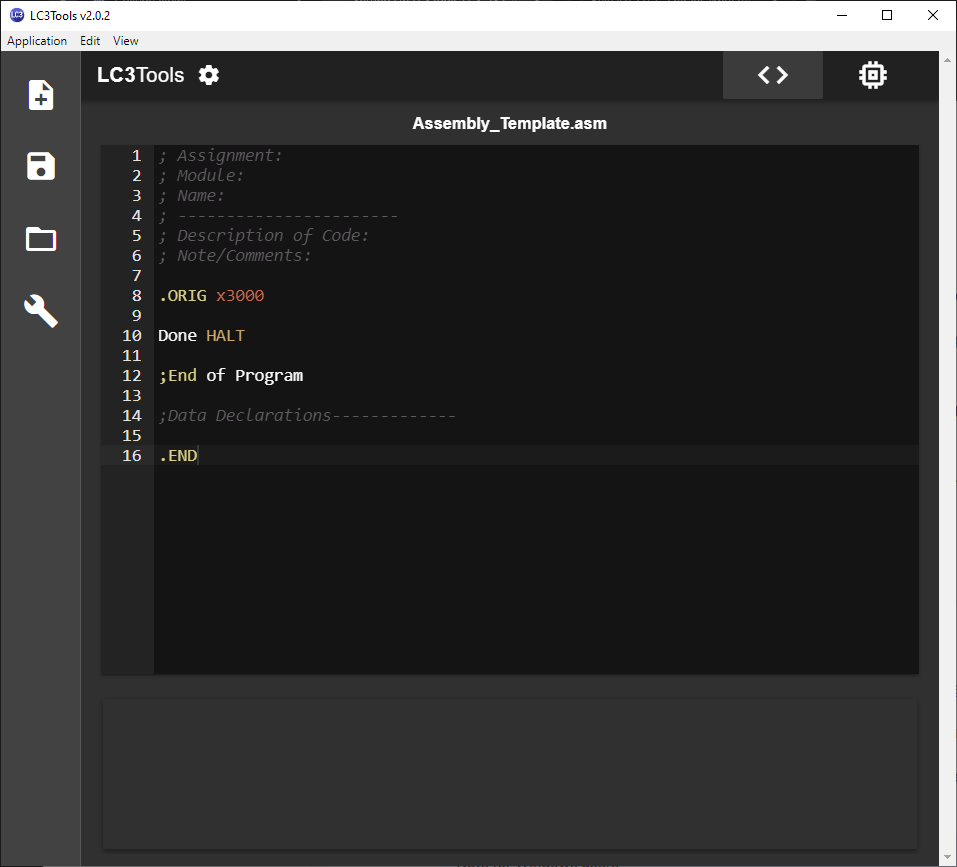 LC3 LC3Tools v2.0.2
Application Edit View
LC3Tools
Assembly_Template.asm
1 ; Assignment:
2 ; Module:
3 ; Name:
4 ; -----------------------
5 ; Description of Code:
6 ; Note/Comments:
7
8 .ORIG x3000
9
10 Done HALT
11
12 ;End of Program
13
14 ;Data Declarations-------------
15
16 .END